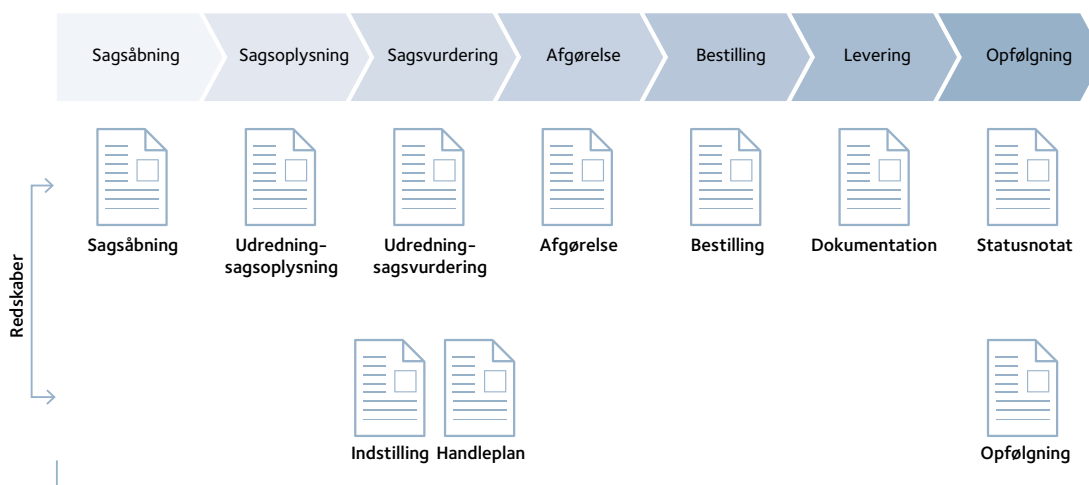 Sagsåbning
Sagsoplysning
Sagsvurdering
Afgørelse
Bestilling
Levering
Opfølgning
Redskaber
Sagsåbning
Udredning-
sagsoplysning
Udredning-
sagsvurdering
Afgørelse
Bestilling
Dokumentation
Statusnotat
Indstilling
Handleplan
Opfølgning